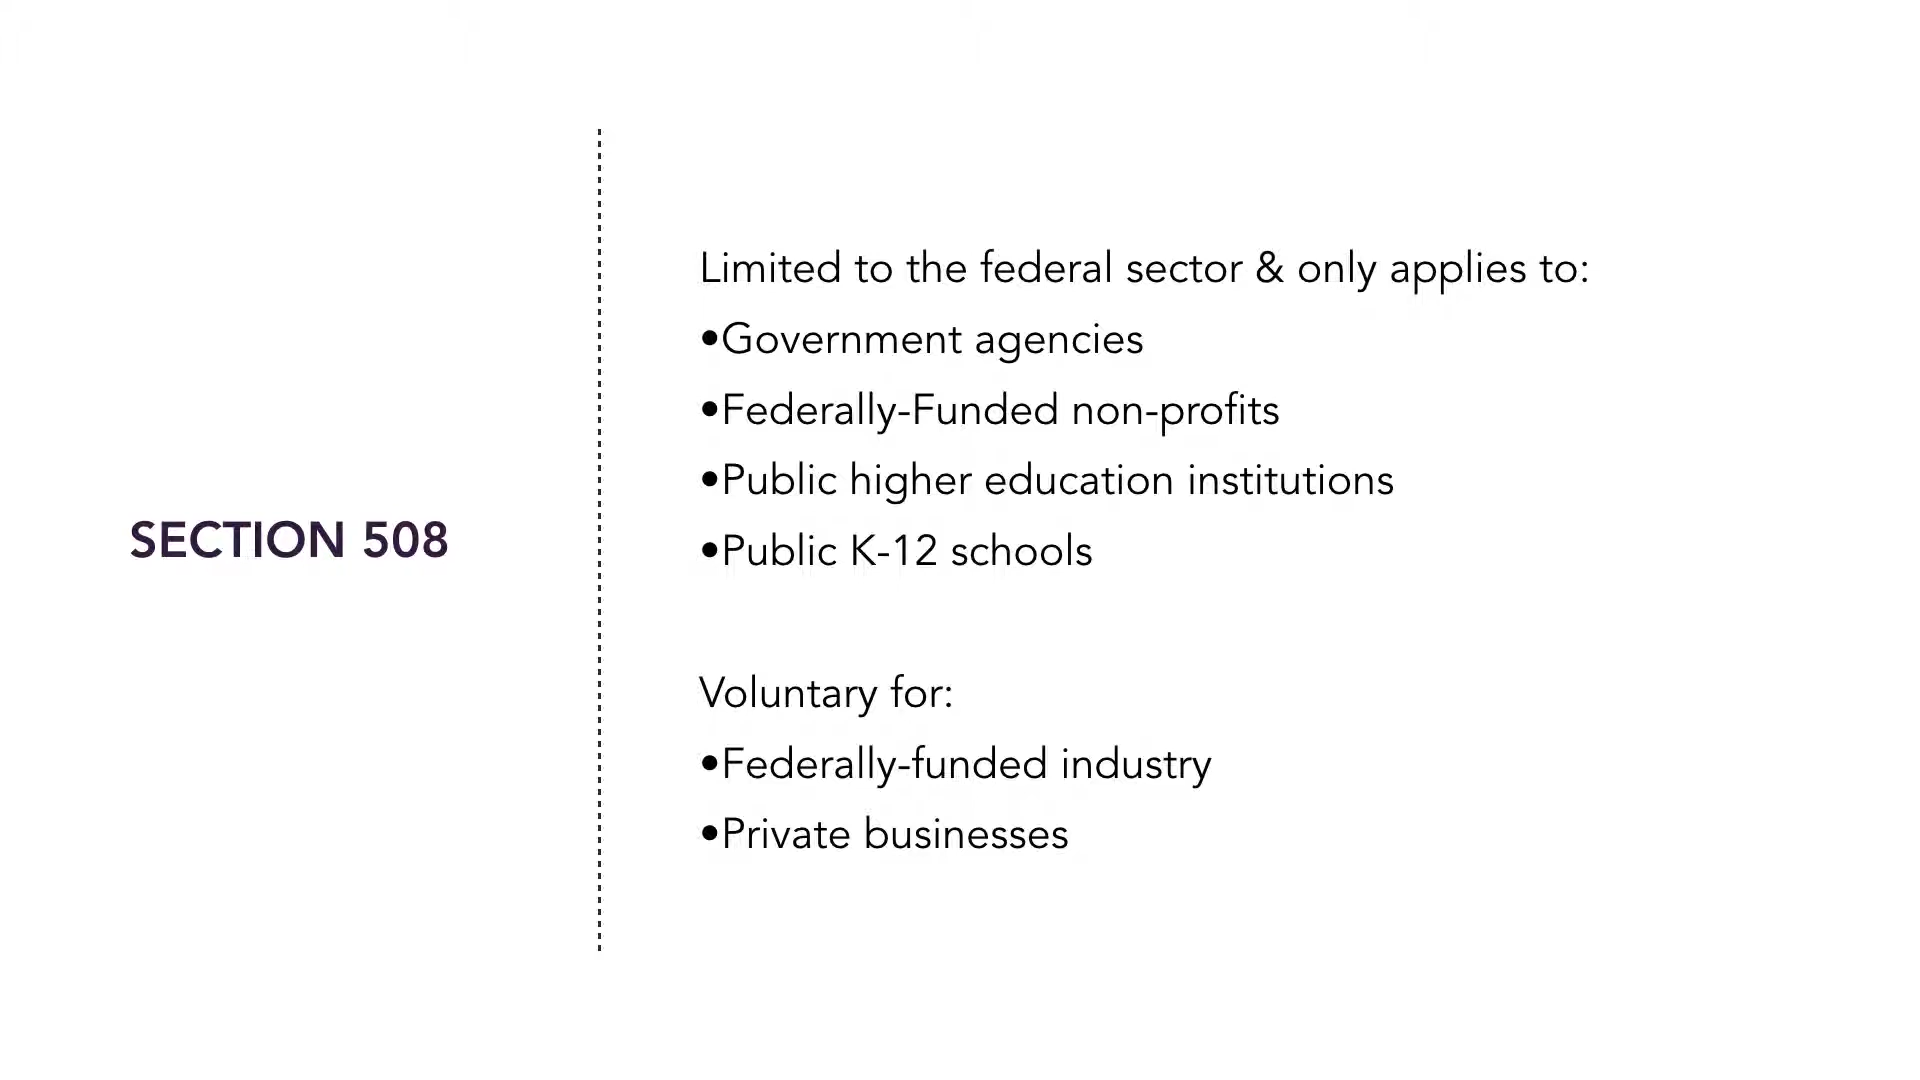 SECTION 508
Limited to the federal sector & only applies to:
•Government agencies
•Federally-Funded non-profits
•Public higher education institutions
•Public K-12 schools
Voluntary for:
•Federally-funded industry
•Private businesses